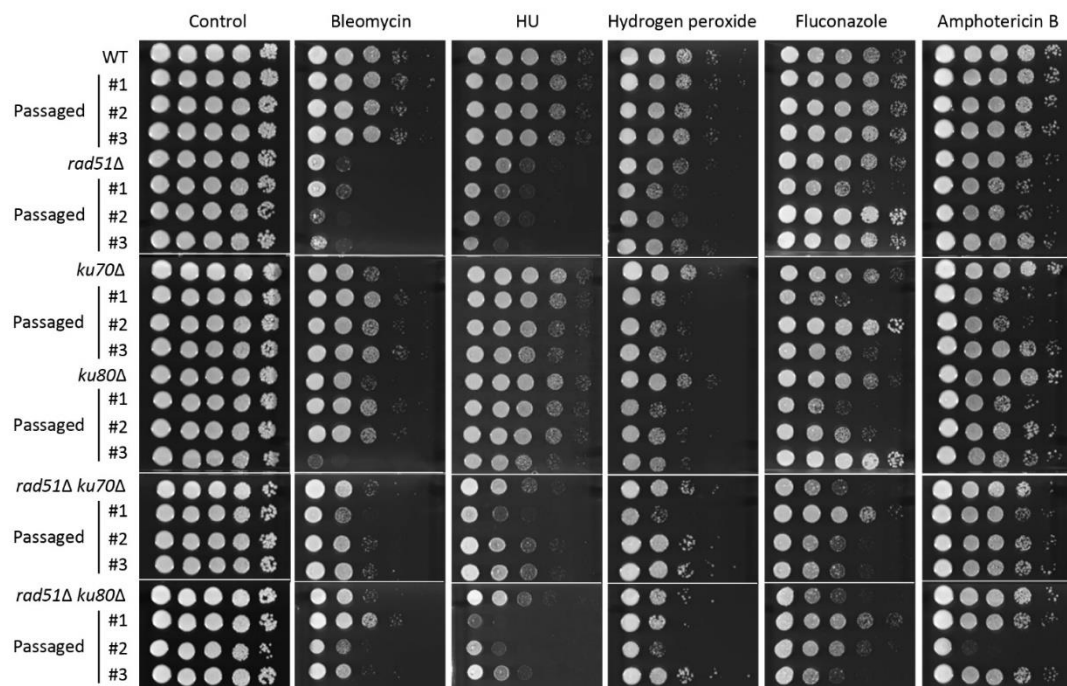 Control Bleomycin HU Hydrogen peroxide Fluconazole Amphotericin B
WT
#1
Passaged #2
#3
rad51Δ
#1
Passaged #2
#3
ku70Δ
#1
Passaged #2
#3
ku80Δ
#1
Passaged #2
#3
rad51Δ ku70Δ
#1
Passaged #2
#3
rad51Δ ku80Δ
#1
Passaged #2
#3